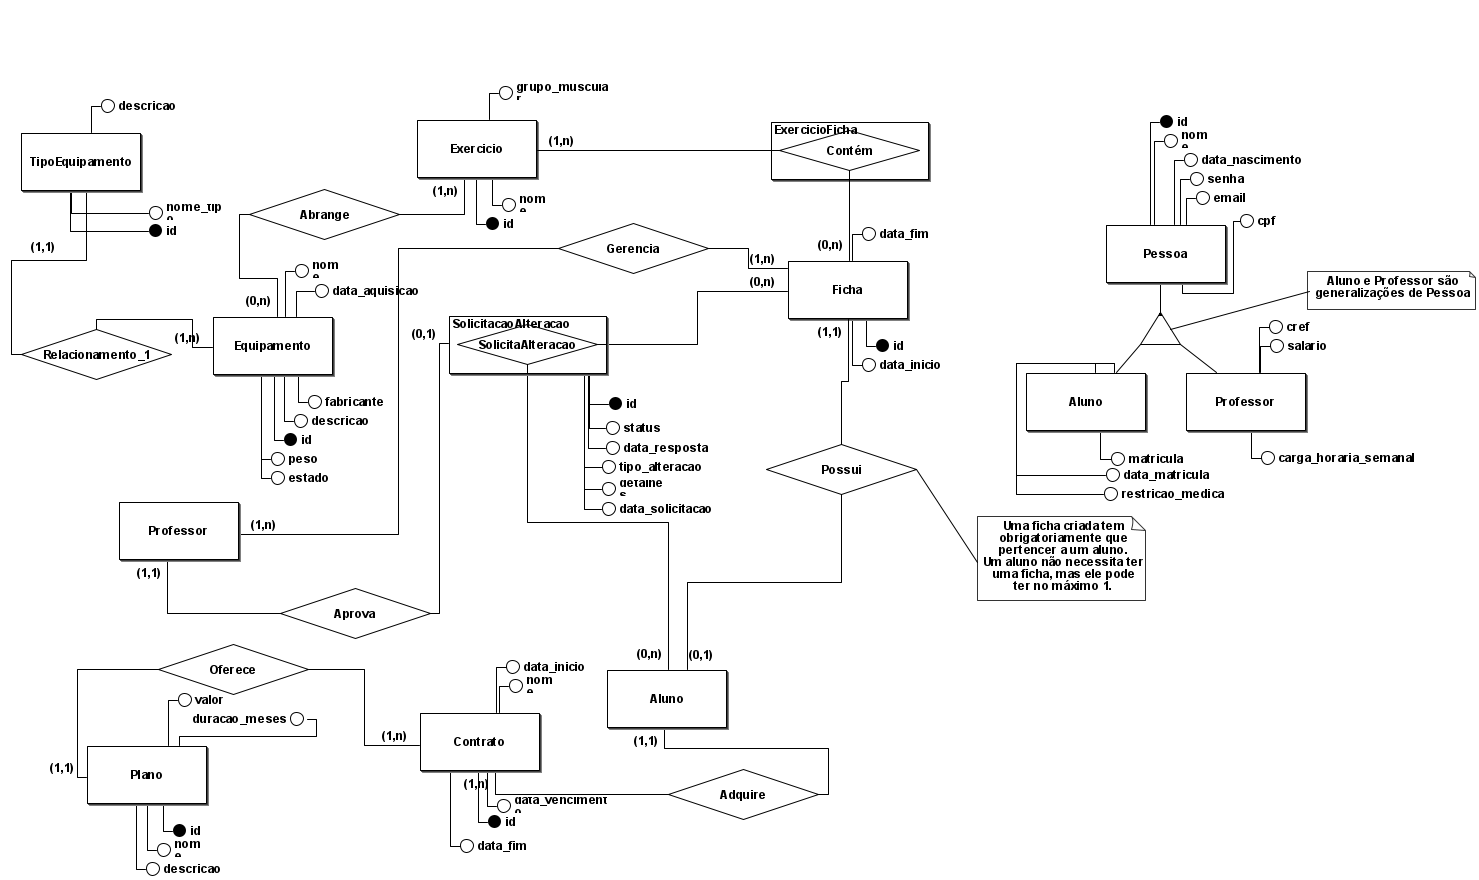 grupo_muscular
descricao
ExercicioFicha
TipoEquipamento
Exercicio
(1,n)
Contém
id
nome
data_nascimento
senha
email
cpf
(1,n)
nome
id
nome_tipo
id
Abrange
(1,1)
Gerencia
(0,n)
data_fim
(1,n)
Pessoa
nome
data_aquisicao
(0,n)
(0,n)
Ficha
Aluno e Professor são
generalizações de Pessoa
(1,n)
Equipamento
Relacionamento_1
(0,1)
SolicitacaoAlteracao
SolicitaAlteracao
(1,1)
id
data_inicio
cref
salario
Aluno
Professor
fabricante
descricao
id
peso
estado
id
status
data_resposta
tipo_alteracao
detalhes
data_solicitacao
Possui
matricula
data_matricula
restricao_medica
carga_horaria_semanal
Professor
(1,n)
(1,1)
Uma ficha criada tem
obrigatoriamente que
pertencer a um aluno.
Um aluno não necessita ter
uma ficha, mas ele pode
ter no máximo 1.
Aprova
Oferece
(0,n)
(0,1)
data_inicio
nome
valor
duracao_meses
Aluno
(1,n)
Contrato
(1,1)
(1,1)
Plano
(1,n)
data_vencimento
id
data_fim
Adquire
id
nome
descricao